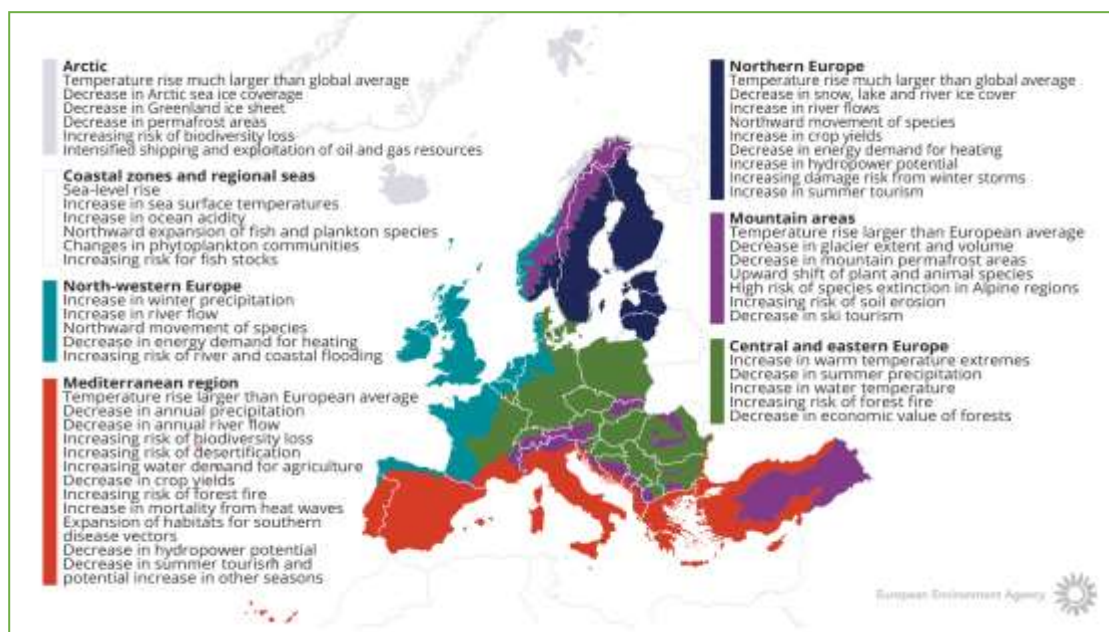 Arctic
Temperature rise much larger than global average
Decrease in Arctic sea ice coverage
Decrease in Greenland ice sheet
Decrease in permafrost areas
Increasing risk of biodiversity loss
Intensified shipping and exploitation of oil and gas resources
Coastal zones and regional seas
Sea-level rise
Increase in sea surface temperatures
Increase in ocean acidity
Northward expansion of fish and plankton species
Changes in phytoplankton communities
Increasing risk for fish stocks
North-western Europe
Increase in winter precipitation
Increase in river flow
Northward movement of species
Decrease in energy demand for heating
Increasing risk of river and coastal flooding
Mediterranean region
Temperature rise larger than European average
Decrease in annual precipitation
Decrease in annual river flow
Increasing risk of biodiversity loss
Increasing risk of desertification
Increasing water demand for agriculture
Decrease in crop yields
Increasing risk of forest fire
Increase in mortality from heat waves
Expansion of habitats for southern
disease vectors
Decrease in hydropower potential
Decrease in summer tourism and
potential increase in other seasons
Northern Europe
Temperature rise much larger than global average
Decrease in snow, lake and river ice cover
Increase in river flows
Northward movement of species
Increase in crop yields
Decrease in energy demand for heating
Increase in hydropower potential
Increasing damage risk from winter storms
Increase in summer tourism
Mountain areas
Temperature rise larger than European average
Decrease in glacier extent and volume
Decrease in mountain permafrost areas
Upward shift of plant and animal species
High risk of species extinction in Alpine regions
Increasing risk of soil erosion
Decrease in ski tourism
Central and eastern Europe
Increase in warm temperature extremes
Decrease in summer precipitation
Increase in water temperature
Increasing risk of forest fire
Decrease in economic value of forests
European Environment Agency